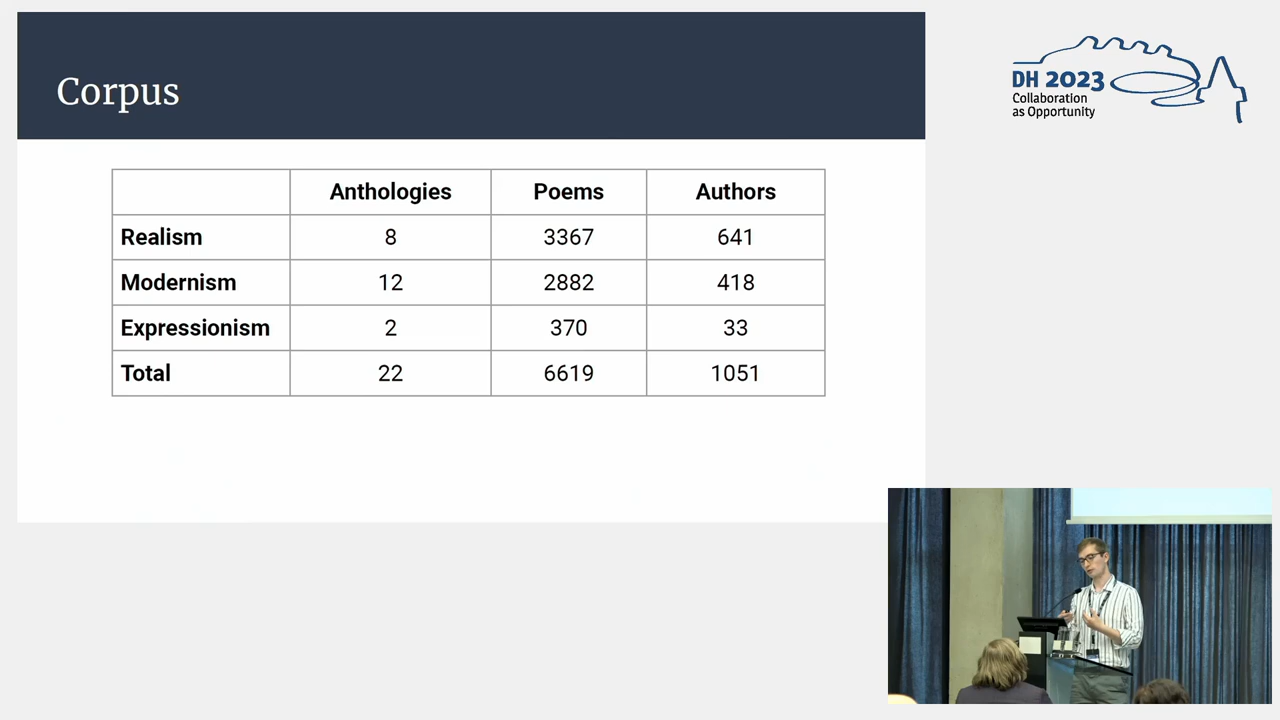 Corpus
Anthologies Poems Authors
Realism 8 3367 641
Modernism 12 2882 418
Expressionism 2 370 33
Total 22 6619 1051
DH 2023
Collaboration
as Opportunity